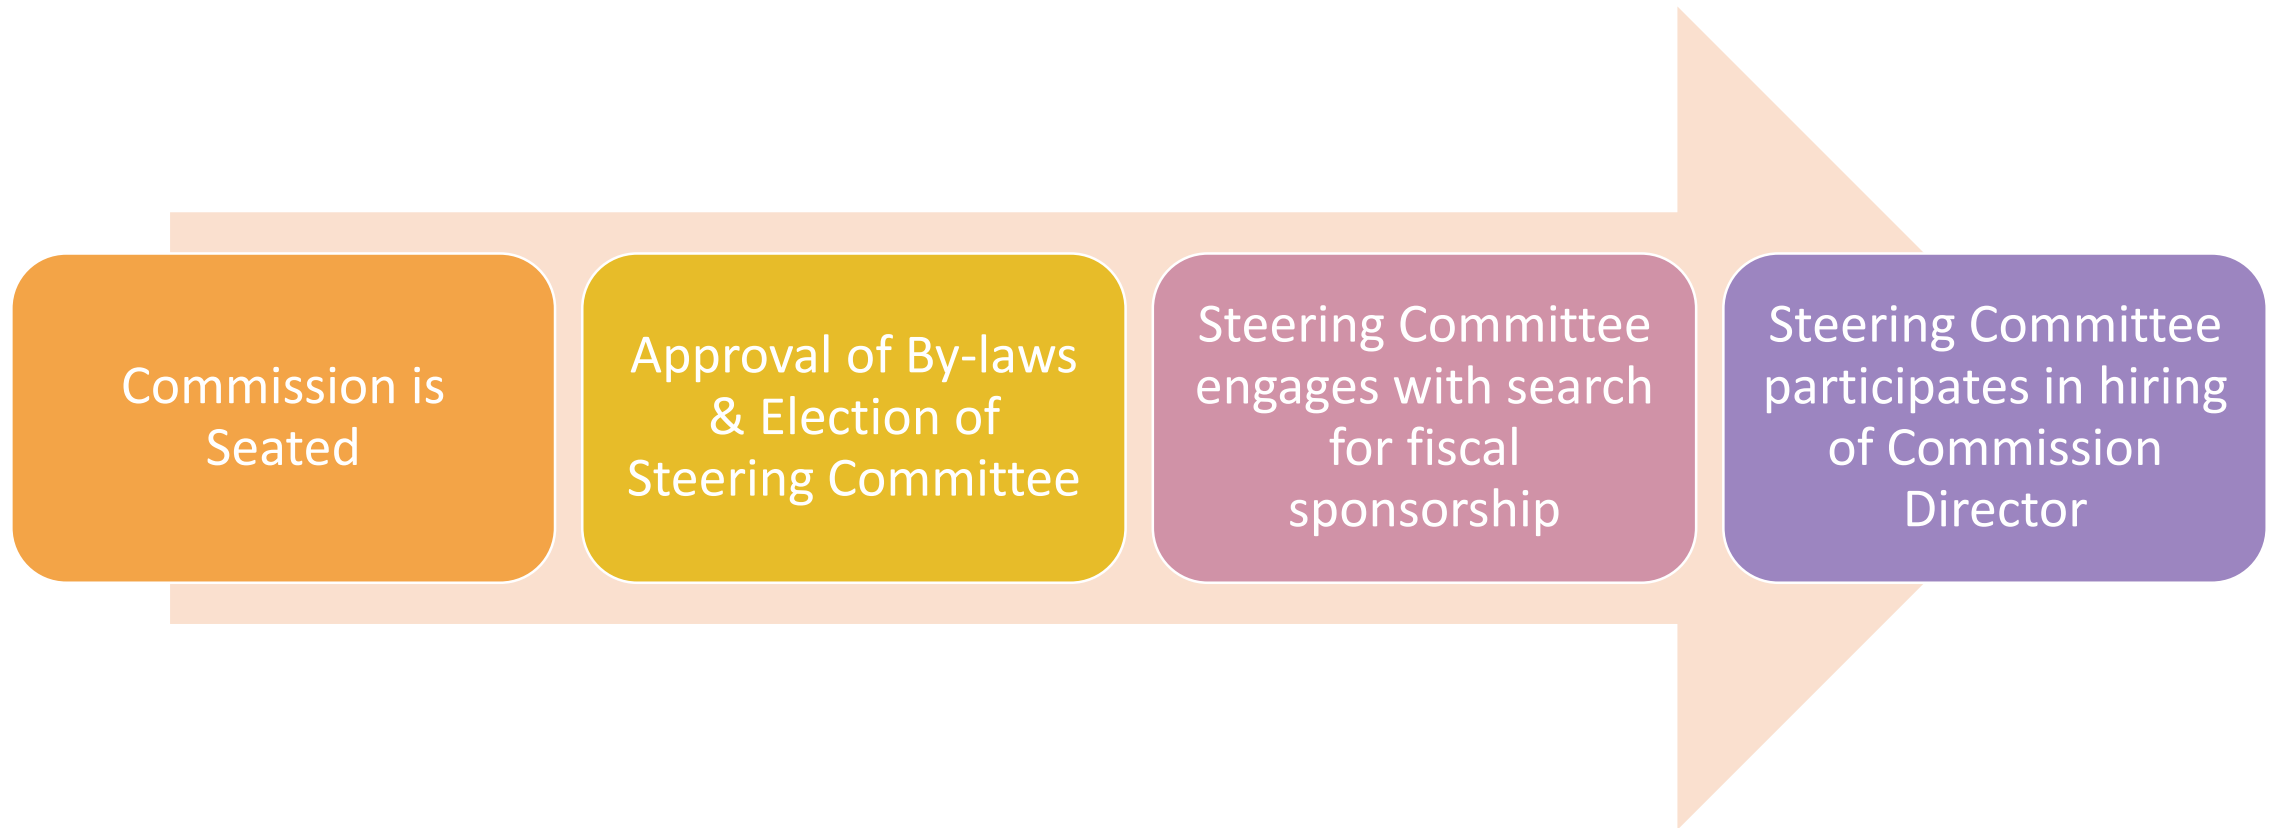 Commission is
Seated
Approval of By-laws
& Election of
Steering Committee
Steering Committee
engages with search
for fiscal
sponsorship
Steering Committee
participates in hiring
of Commission
Director